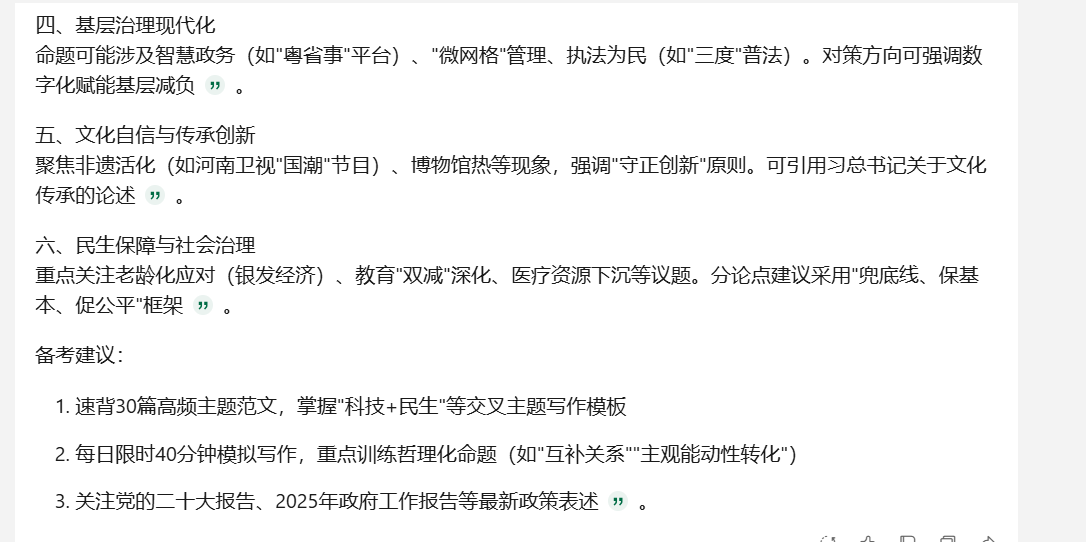 四、基层治理现代化
命题可能涉及智慧政务（如"粤省事"平台）、"微网格"管理、执法为民（如"三度"普法）。对策方向可强调数
字化赋能基层减负 ” 。
五、文化自信与传承创新
聚焦非遗活化（如河南卫视"国潮"节目）、博物馆热等现象，强调"守正创新"原则。可引用习总书记关于文化
传承的论述 ” 。
六、民生保障与社会治理
重点关注老龄化应对（银发经济）、教育"双减"深化、医疗资源下沉等议题。分论点建议采用"兜底线、保基
本、促公平"框架 ” 。
备考建议：
1. 速背30篇高频主题范文，掌握"科技+民生"等交叉主题写作模板
2. 每日限时40分钟模拟写作，重点训练哲理化命题（如"互补关系""主观能动性转化"）
3. 关注党的二十大报告、2025年政府工作报告等最新政策表述 ” 。